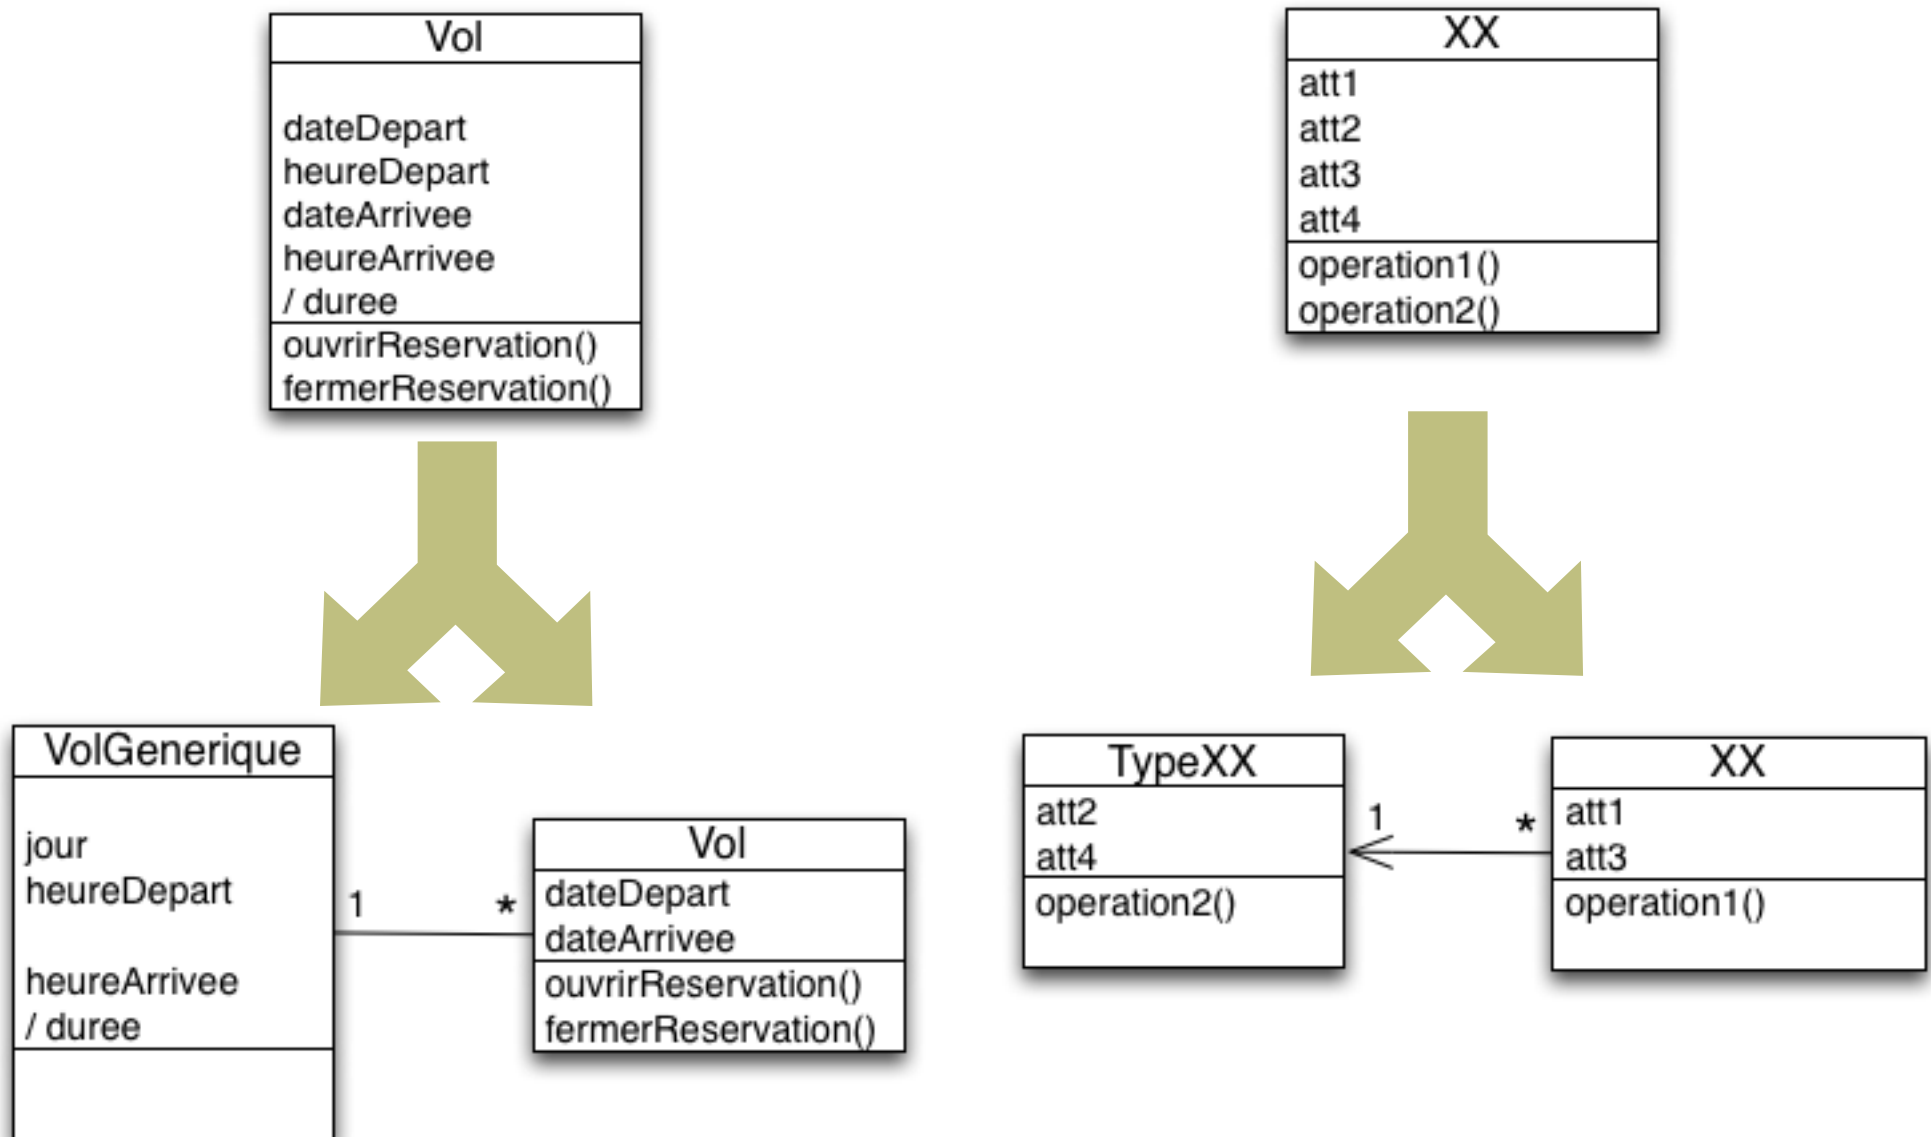 Vol
dateDepart
heureDepart
dateArrivee
heureArrivee
/ duree
ouvrirReservation()
fermerReservation()
XX
att1
att2
att3
att4
operation1()
operation2()
VolGenerique
jour
heureDepart
heureArrivee
/ duree
1
*
Vol
dateDepart
dateArrivee
ouvrirReservation()
fermerReservation()
TypeXX
att2
att4
operation2()
1
*
XX
att1
att3
operation1()